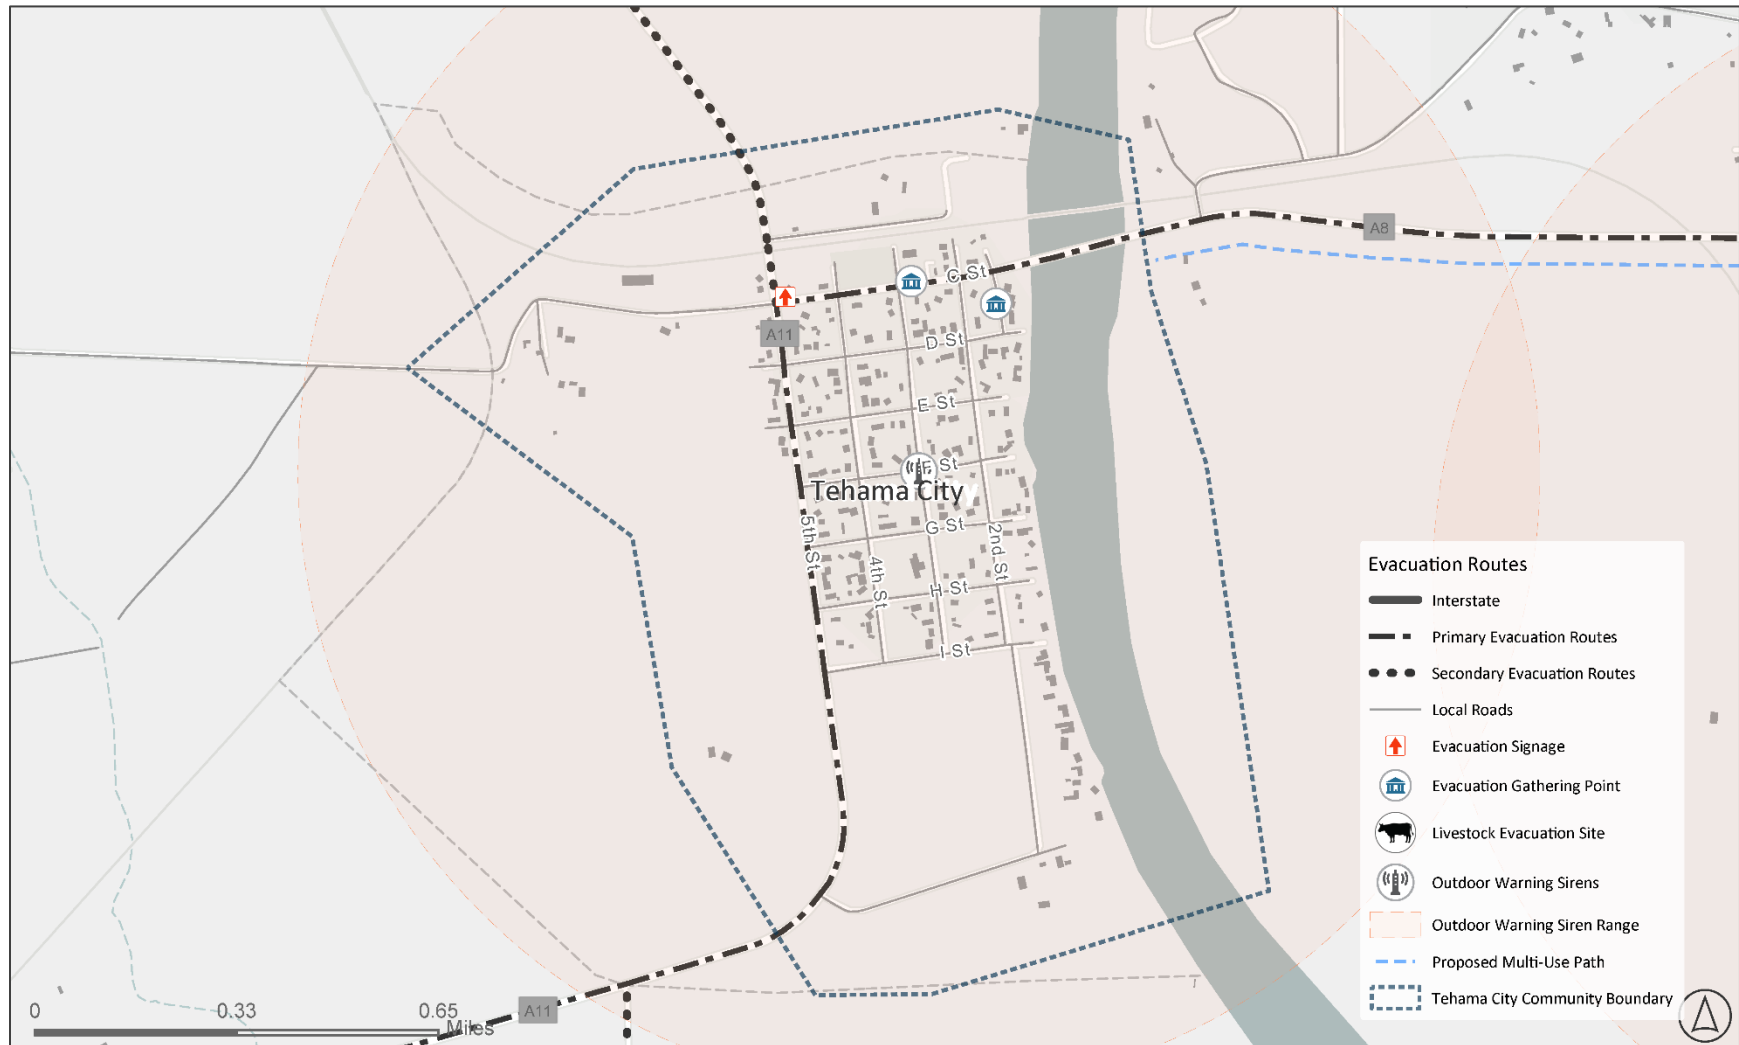 A8
C St
A11
D St
E St
F St
Tehama City
G St
5th St
4th St
2nd St
H St
I St
A11
0 0.33 0.65
Miles
Evacuation Routes
Interstate
Primary Evacuation Routes
Secondary Evacuation Routes
Local Roads
Evacuation Signage
Evacuation Gathering Point
Livestock Evacuation Site
Outdoor Warning Sirens
Outdoor Warning Siren Range
Proposed Multi-Use Path
Tehama City Community Boundary